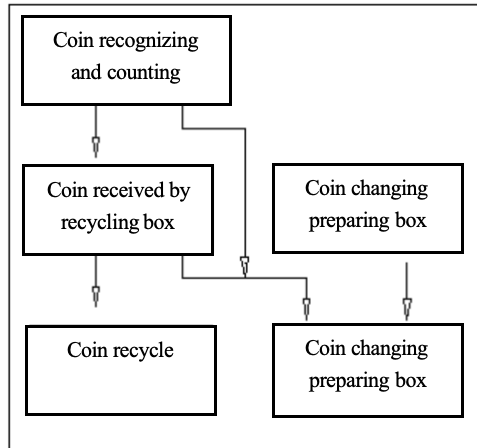 Coin recognizing
and counting
Coin received by
recycling box
Coin changing
preparing box
Coin recycle
Coin changing
preparing box